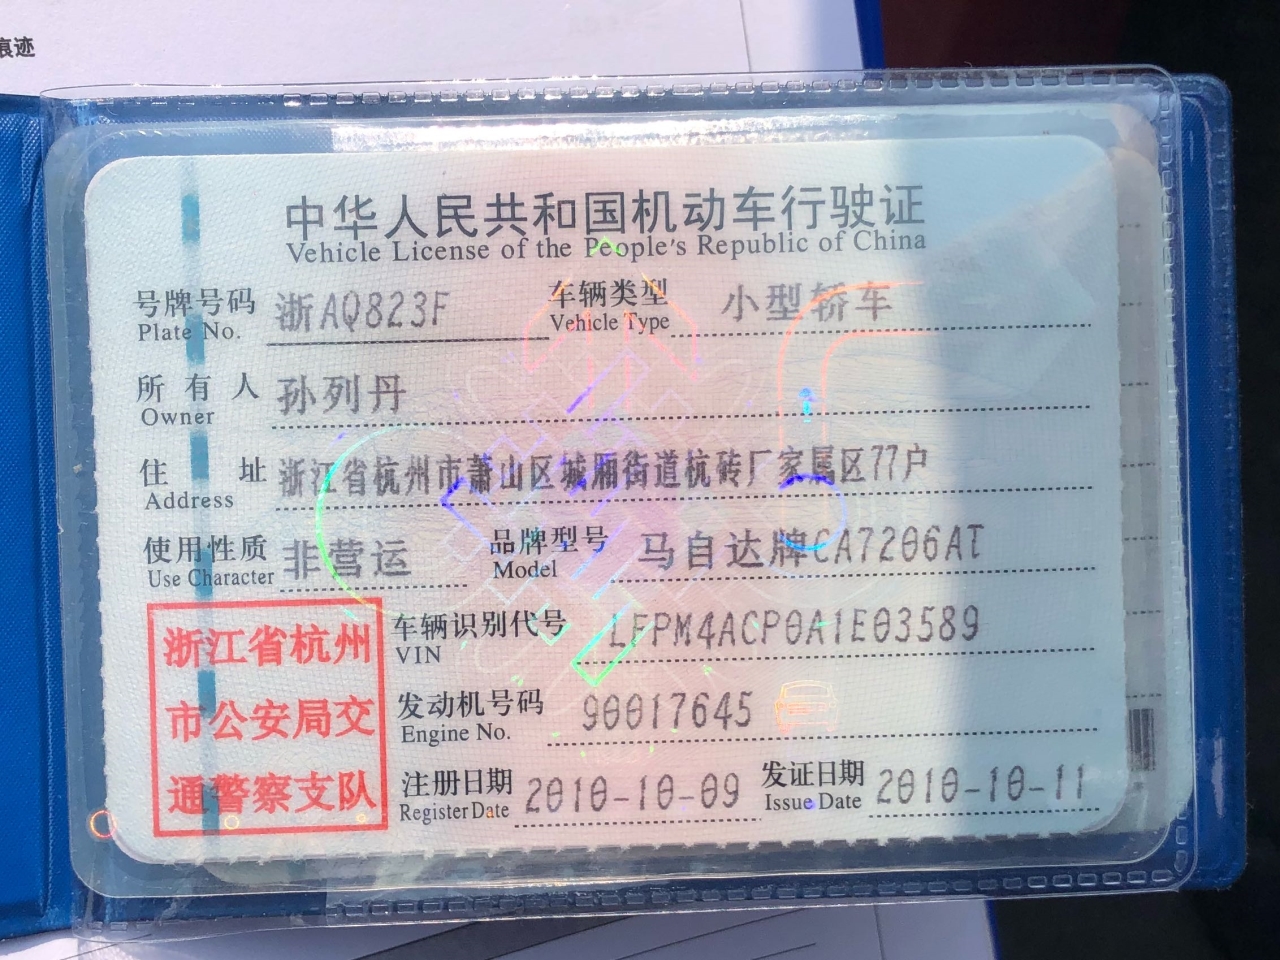 痕迹
中华人民共和国机动车行驶证
Vehicle License of the People's Republic of China
号牌号码 浙AQ823F 车辆类型 小型轿车
Plate No. Vehicle Type
所有人 孙列丹
Owner
住址 浙江省杭州市萧山区城厢街道杭砖厂家属区77户
Address
使用性质 非营运 品牌型号 马自达牌CA7206AT
Use Character Model
浙江省杭州 车辆识别代号 LFPM4ACP0A1E03589
VIN
市公安局交 发动机号码 90017645
Engine No.
通警察支队 注册日期 2010-10-09 发证日期 2010-10-11
Register Date Issue Date